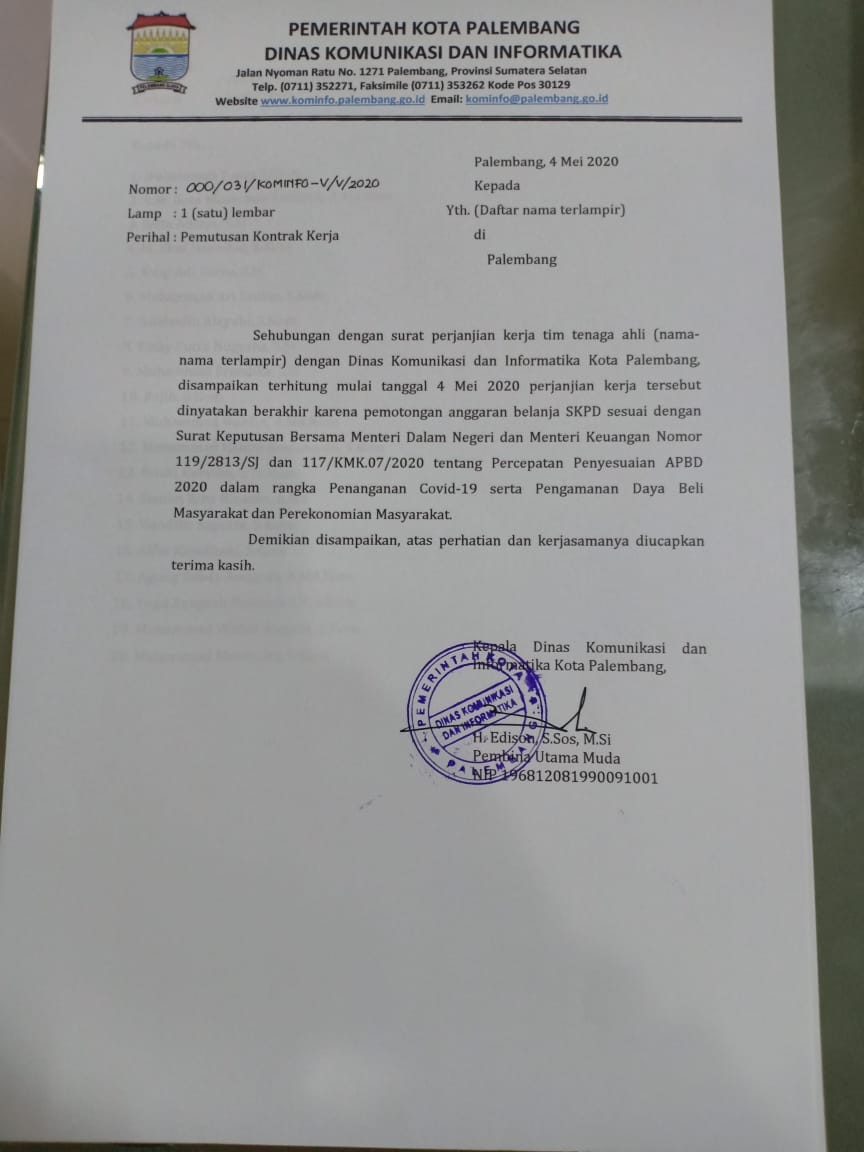 PEMERINTAH KOTA PALEMBANG
DINAS KOMUNIKASI DAN INFORMATIKA
Jalan Nyoman Ratu No. 1271 Palembang, Provinsi Sumatera Selatan
Telp. (0711) 352271, Faksimile (0711) 353262 Kode Pos 30129
Website www.kominfo.palembang.go.id Email: kominfo@palembang.go.id
Palembang, 4 Mei 2020
Nomor : 000/031/KOMINFO-V/V/2020
Kepada
Lamp : 1 (satu) lembar
Yth. (Daftar nama terlampir)
Perihal : Pemutusan Kontrak Kerja
di
Palembang
Sehubungan dengan surat perjanjian kerja tim tenaga ahli (nama-
nama terlampir) dengan Dinas Komunikasi dan Informatika Kota Palembang,
disampaikan terhitung mulai tanggal 4 Mei 2020 perjanjian kerja tersebut
dinyatakan berakhir karena pemotongan anggaran belanja SKPD sesuai dengan
Surat Keputusan Bersama Menteri Dalam Negeri dan Menteri Keuangan Nomor
119/2813/SJ dan 117/KMK.07/2020 tentang Percepatan Penyesuaian APBD
2020 dalam rangka Penanganan Covid-19 serta Pengamanan Daya Beli
Masyarakat dan Perekonomian Masyarakat.
Demikian disampaikan, atas perhatian dan kerjasamanya diucapkan
terima kasih.
Kepala Dinas Komunikasi dan
Informatika Kota Palembang,
PEMERINTAH KOTA
DINAS KOMUNIKASI
DAN INFORMATIKA
PALEMBANG
H. Edison, S.Sos, M.Si
Pembina Utama Muda
NIP 196812081990091001